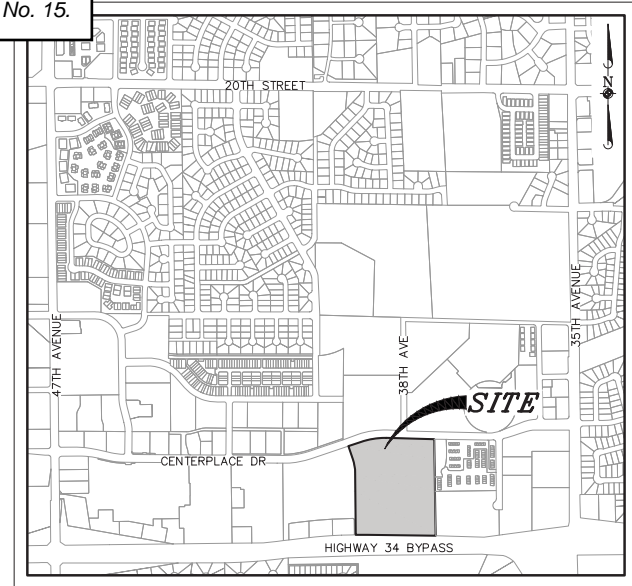 No. 15.
20TH STREET
N
47TH AVENUE
38TH AVE
35TH AVENUE
SITE
CENTERPLACE DR
HIGHWAY 34 BYPASS